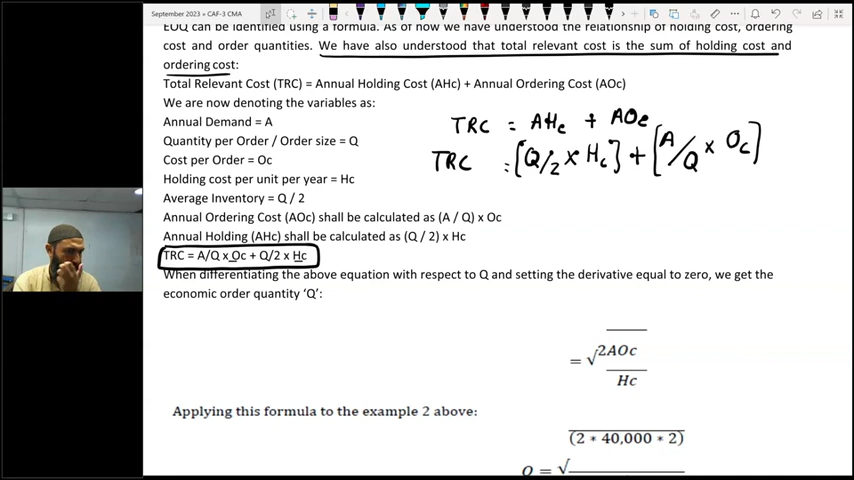 September 2023 » CAF-3 CMA
EOQ can be identified using a formula. As of now we have understood the relationship of holding cost, ordering
cost and order quantities. We have also understood that total relevant cost is the sum of holding cost and
ordering cost:
Total Relevant Cost (TRC) = Annual Holding Cost (AHc) + Annual Ordering Cost (AOc)
We are now denoting the variables as:
Annual Demand = A
Quantity per Order / Order size = Q
Cost per Order = Oc
Holding cost per unit per year = Hc
Average Inventory = Q / 2
Annual Ordering Cost (AOc) shall be calculated as (A / Q) x Oc
Annual Holding (AHc) shall be calculated as (Q / 2) x Hc
TRC = A/Q x Oc + Q/2 x Hc
TRC = AHc + AOc
TRC = [Q/2 x Hc] + [A/Q x Oc]
When differentiating the above equation with respect to Q and setting the derivative equal to zero, we get the
economic order quantity ‘Q’:
= √2AOc
Hc
Applying this formula to the example 2 above:
(2 * 40,000 * 2)
Q = √